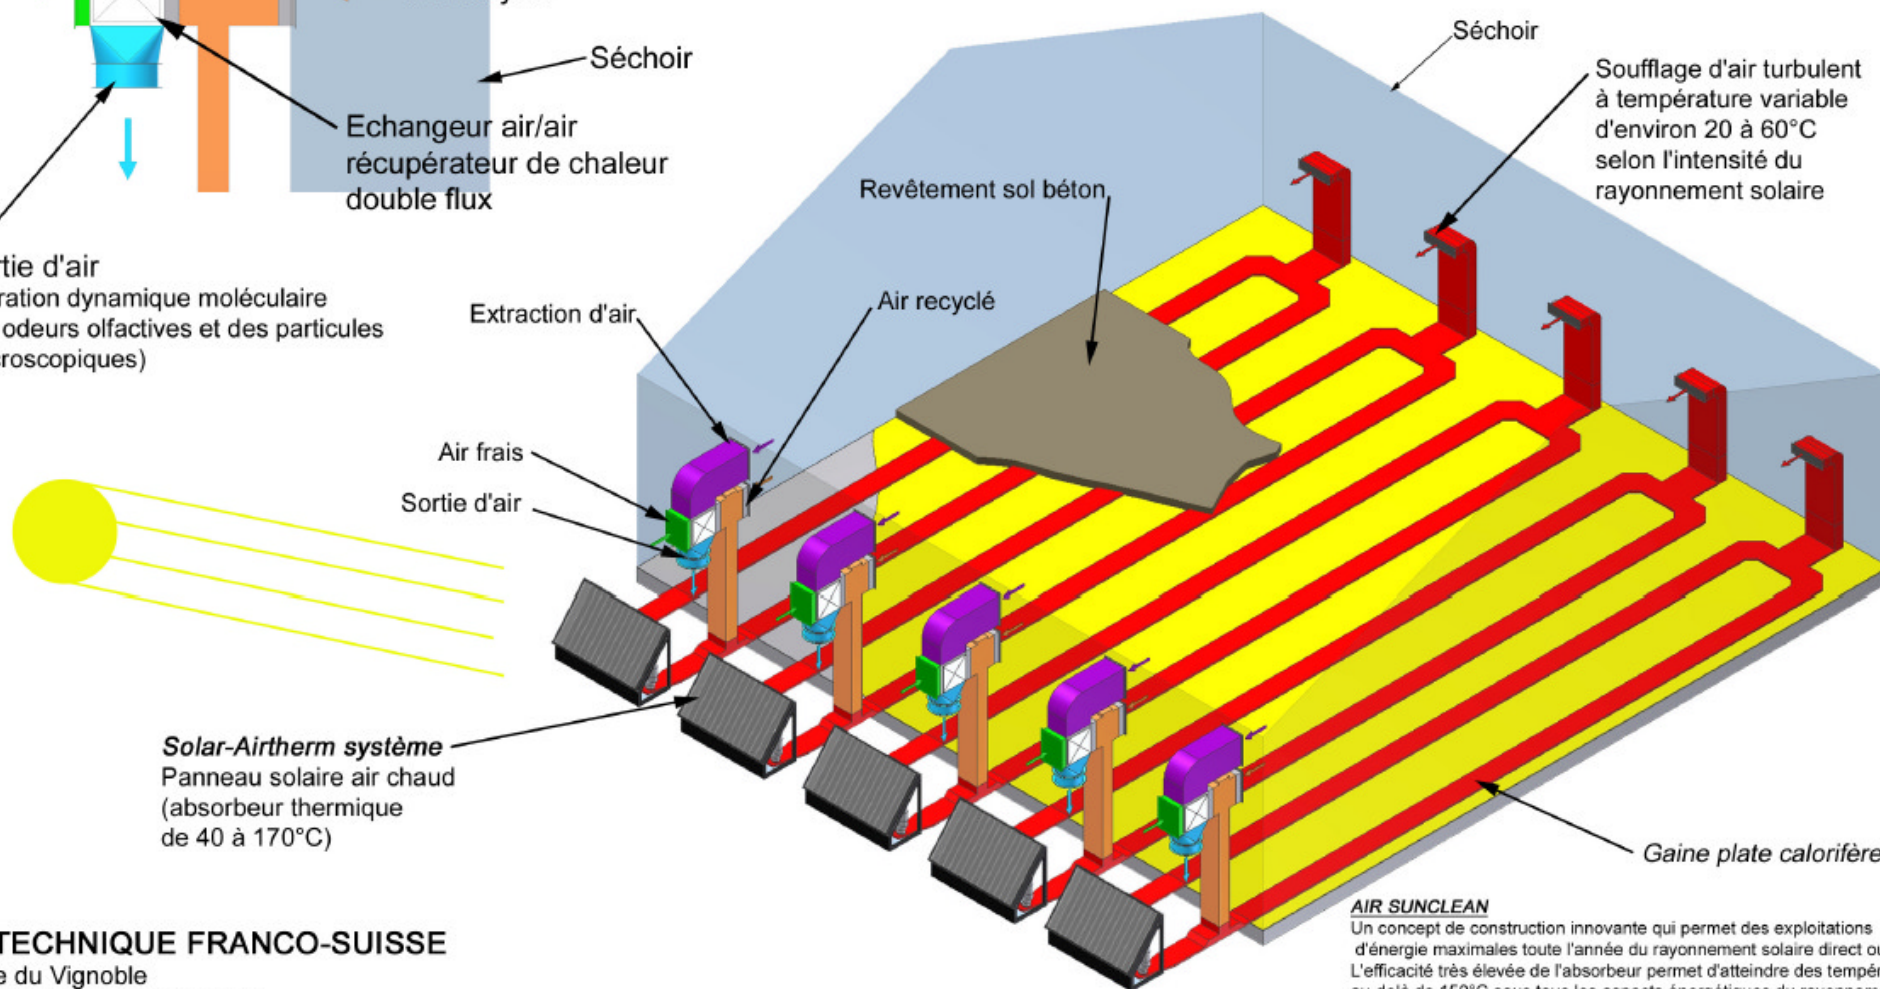 Séchoir
Echangeur air/air
récupérateur de chaleur
double flux
d'air
dynamique moléculaire
odeurs olfactives et des particules
Séchoir
Soufflage d'air turbulent
à température variable
d'environ 20 à 60°C
selon l'intensité du
rayonnement solaire
Revêtement sol béton
Extraction d'air
Air recyclé
Air frais
Sortie d'air
Solar-Airtherm système
Panneau solaire air chaud
(absorbeur thermique
de 40 à 170°C)
Gaine plate calorifère
TECHNIQUE FRANCO-SUISSE
du Vignoble
AIR SUNCLEAN
Un concept de construction innovante qui permet des exploitations
d'énergie maximales toute l'année du rayonnement solaire direct ou
L'efficacité très élevée de l'absorbeur permet d'atteindre des